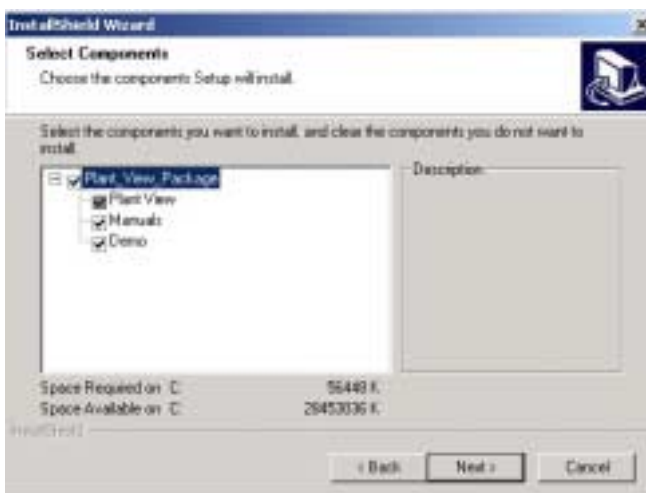 InstallShield Wizard
Select Components
Choose the components Setup will install.
Select the components you want to install, and clear the components you do not want to
install.
Plant_View_Package
Description
Plant View
Manuals
Demo
Space Required on C: 56448 K
Space Available on C: 28453836 K
InstallShield
< Back Next > Cancel